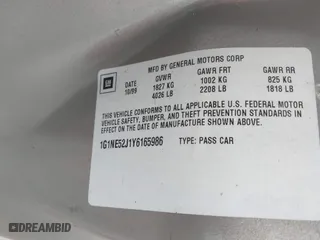 MFD BY GENERAL MOTORS CORP
GM
DATE GVWR GAWR FRT GAWR RR
10/99 1827 KG 1002 KG 825 KG
4026 LB 2208 LB 1818 LB
THIS VEHICLE CONFORMS TO ALL APPLICABLE U.S. FEDERAL MOTOR
VEHICLE SAFETY, BUMPER, AND THEFT PREVENTION STANDARDS IN
EFFECT ON THE DATE OF MANUFACTURE SHOWN ABOVE.
1G1NE52J1Y6165986 TYPE: PASS CAR
DREAMBID